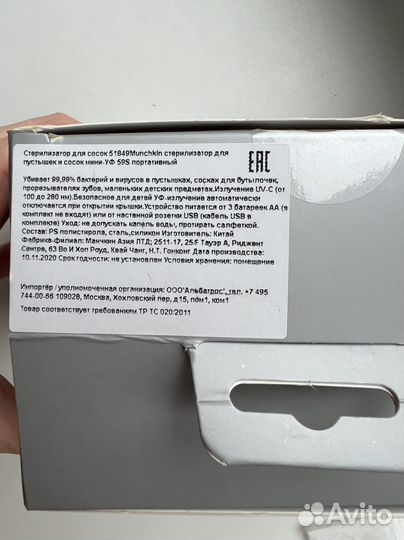 Стерилизатор для сосок 51849Munchkin стерилизатор для
пустышек и сосок мини-УФ 59S портативный
EAC
Убивает 99,99% бактерий и вирусов в пустышках, сосках для бутылочек,
прорезывателях зубов, маленьких детских предметах.Излучение UV-C (от
100 до 280 нм).Безопасное для детей УФ-излучение автоматически
отключается при открытии крышки.Устройство питается от 3 батареек АА (в
комплект не входят) или от настенной розетки USB (кабель USB в
комплекте) Уход: не допускать капель воды, протирать салфеткой.
Состав: PS полистирола, сталь,силикон Изготовитель: Китай
Фабрика-филиал: Манчкин Азия ЛТД; 2511-17, 25/F Тауэр А, Риджент
Сентре, 63 Во И Хоп Роуд, Квай Чанг, Н.Т. Гонконг Дата производства:
10.11.2020 Срок годности: не установлен Условия хранения: помещение
Импортёр / уполномоченная организация: ООО"Альбатрос", тел. +7 495
744-00-66 109028, Москва, Хохловский пер, д15, пом1, ком1
Товар соответствует требованиям ТР ТС 020/2011
Avito